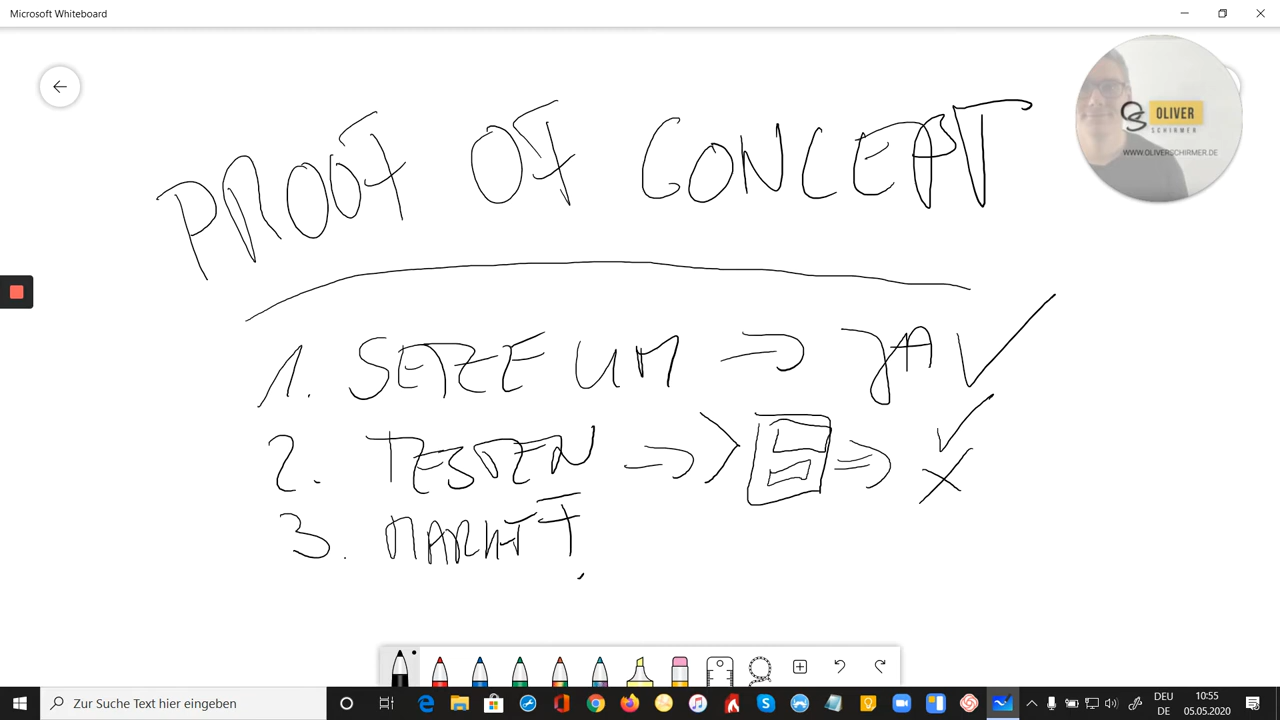 Microsoft Whiteboard
OLIVER
SCHIRMER
WWW.OLIVERSCHIRMER.DE
PROOF OF CONCEPT
1. SETZE UM → JA ✓
2. TESTEN → > ⇒ ✓ X
3. MARKT
Zur Suche Text hier eingeben
DEU 10:55
DE 05.05.2020